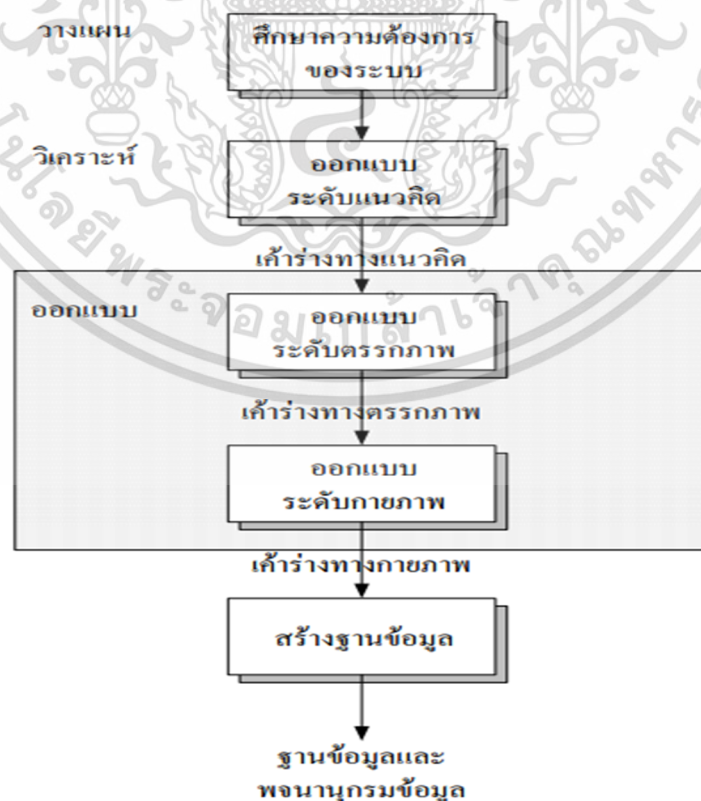 วางแผน
ศึกษาความต้องการ
ของระบบ
วิเคราะห์
ออกแบบ
ระดับแนวคิด
เค้าร่างทางแนวคิด
ออกแบบ
ออกแบบ
ระดับตรรกภาพ
เค้าร่างทางตรรกภาพ
ออกแบบ
ระดับกายภาพ
เค้าร่างทางกายภาพ
สร้างฐานข้อมูล
ฐานข้อมูลและ
พจนานุกรมข้อมูล